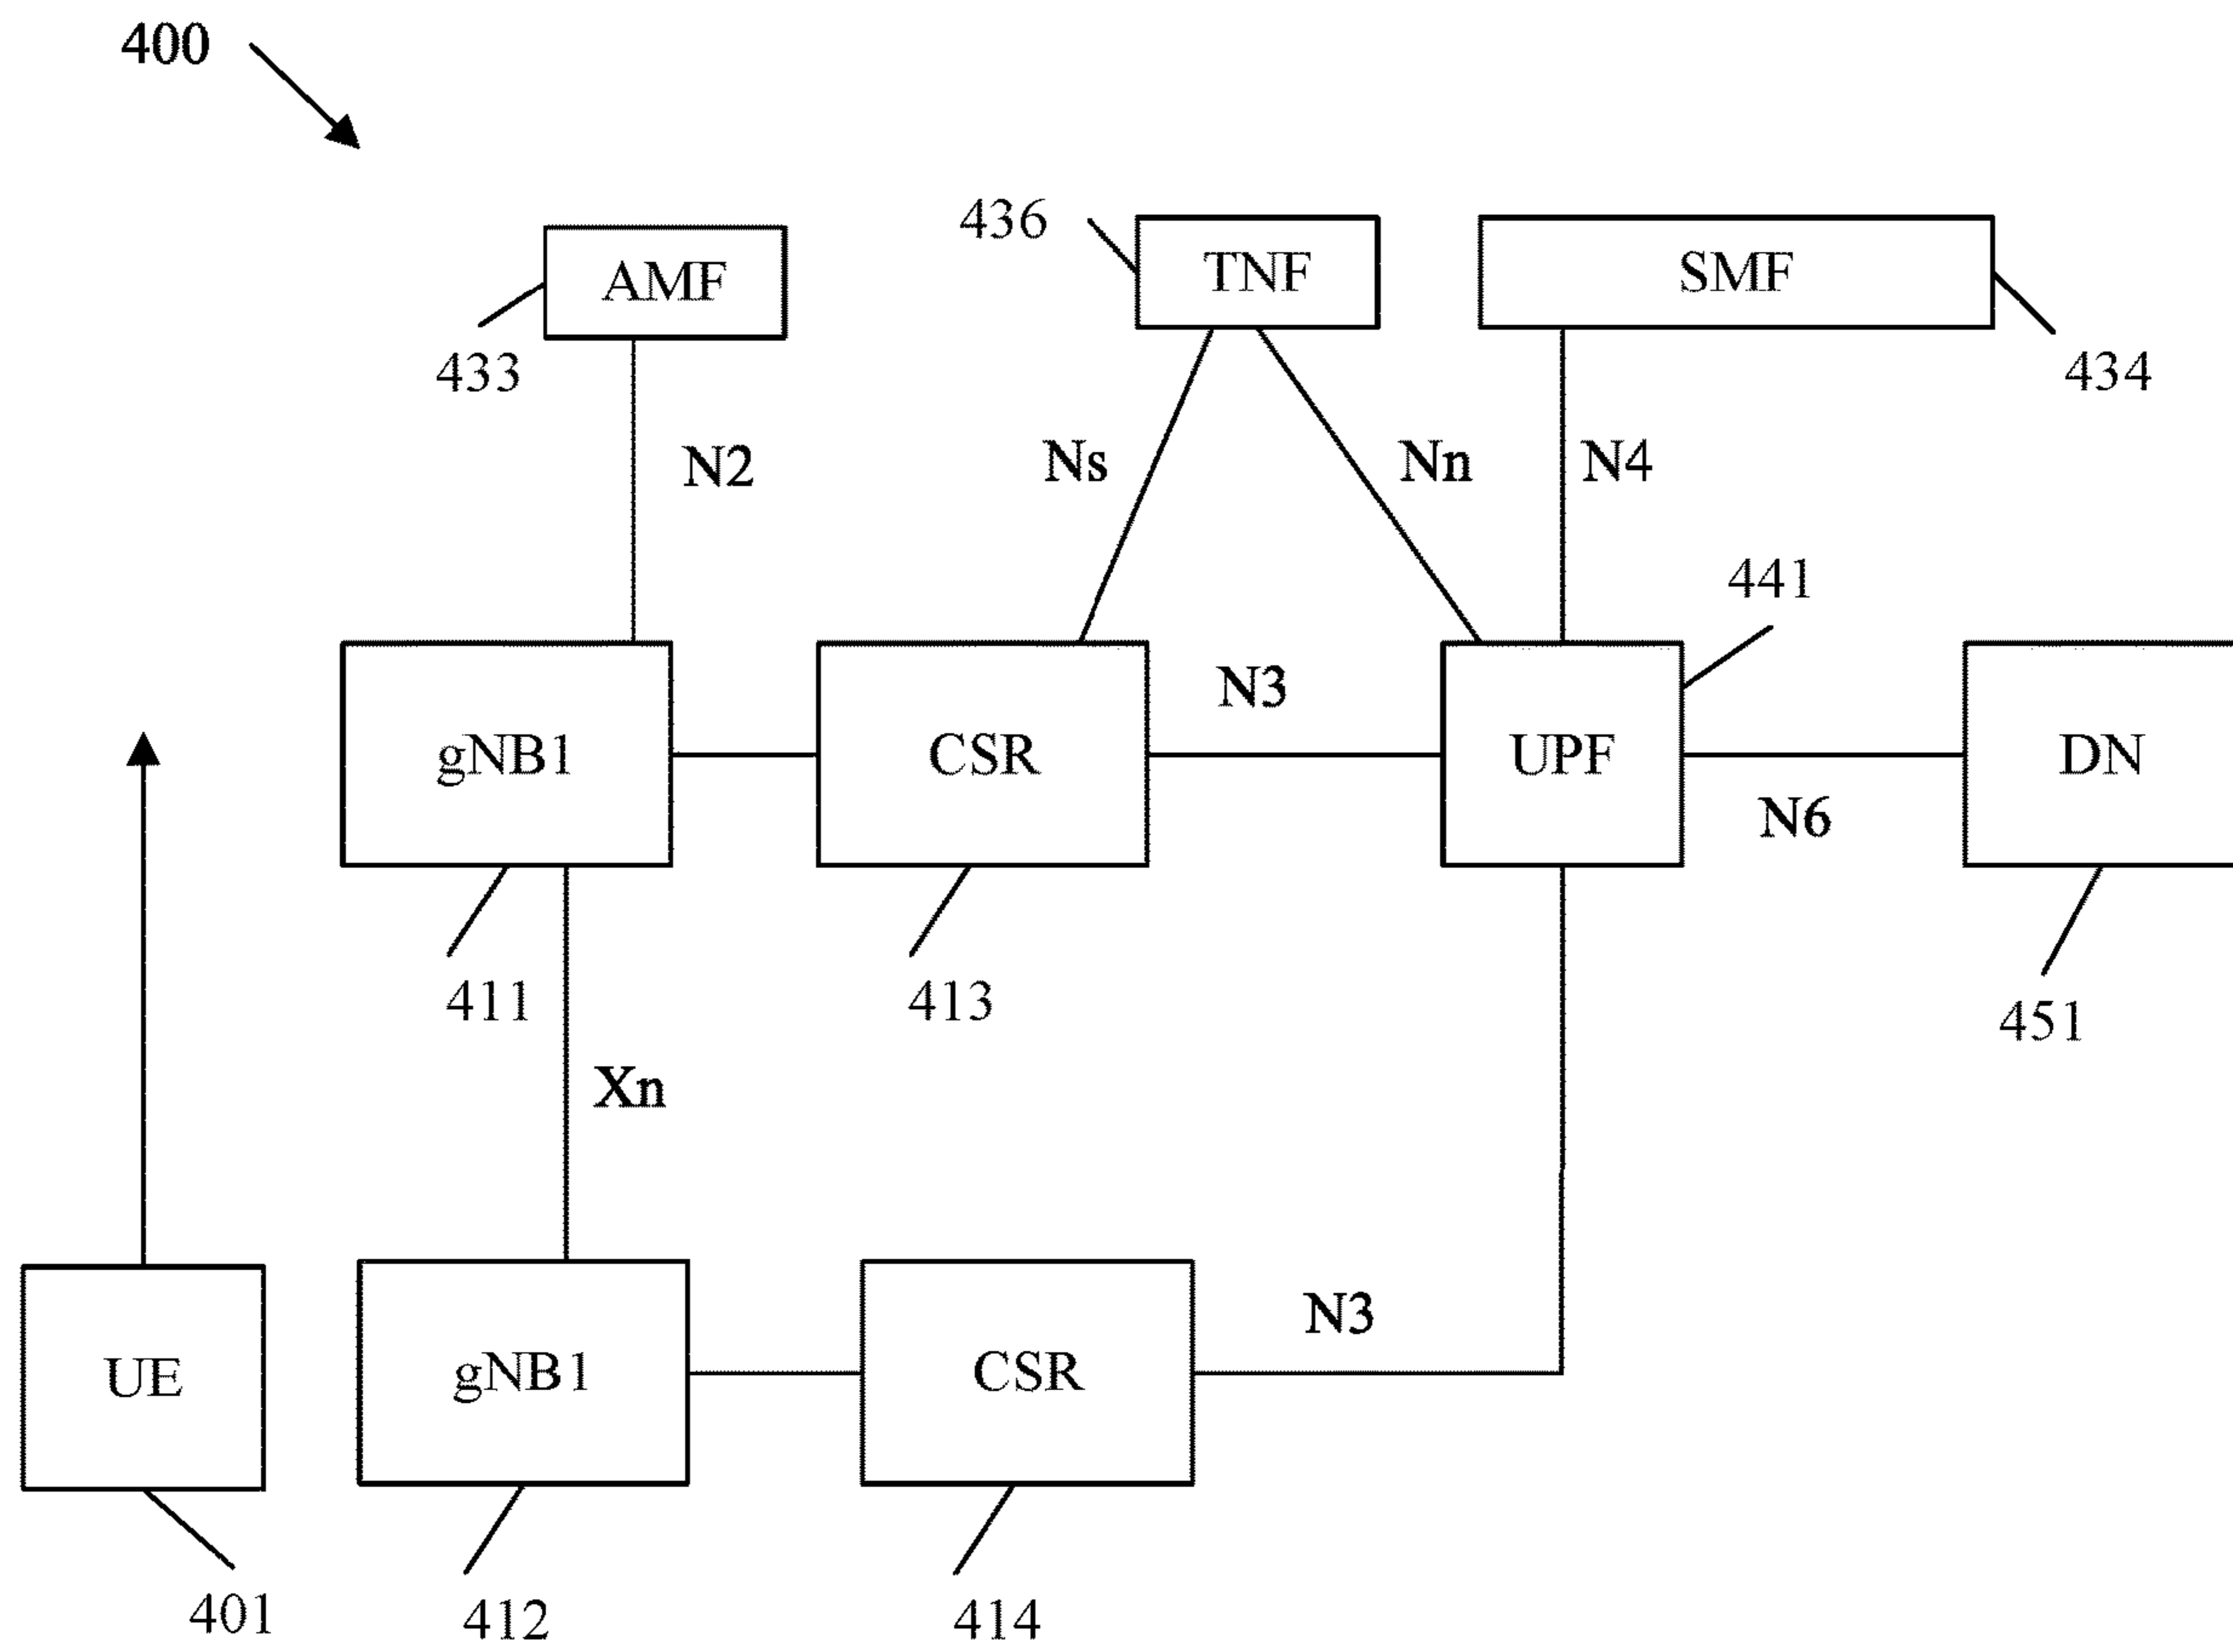 400
436
TNF
SMF
AMF
433
434
N2
Ns
Nn
N4
441
gNB1
CSR
N3
UPF
DN
N6
411
413
451
Xn
UE
gNB1
CSR
N3
401
412
414